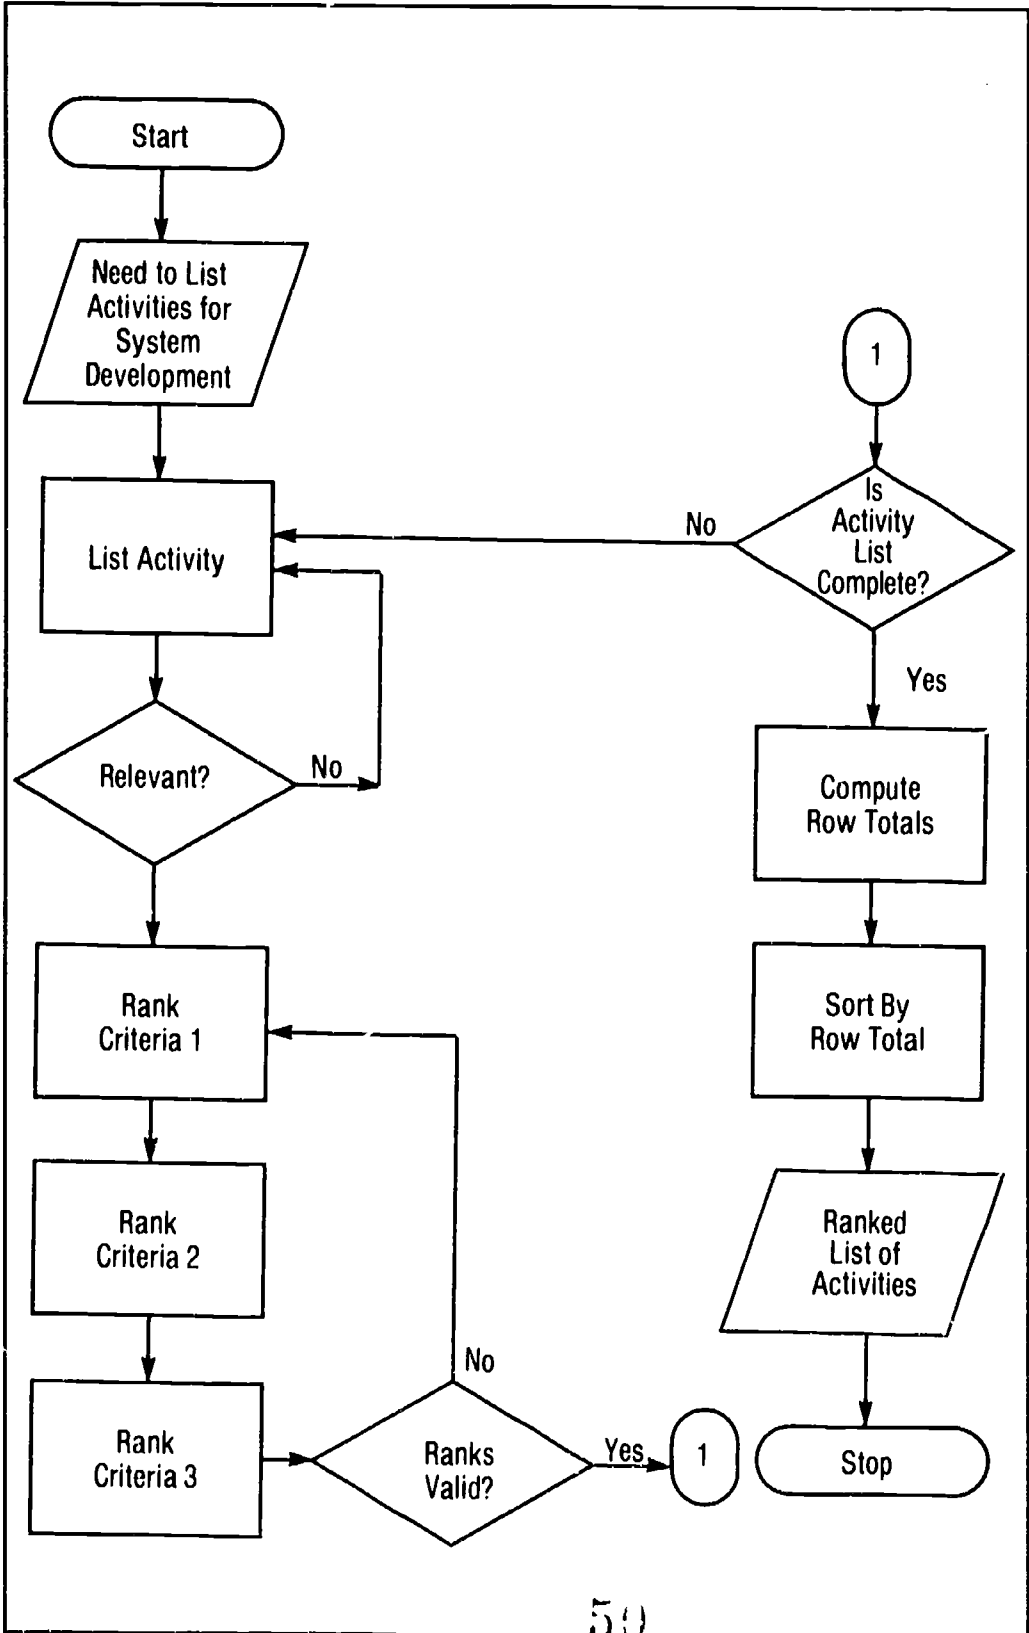 Start
Need to List
Activities for
System
Development
List Activity
Relevant?
No
Rank
Criteria 1
Rank
Criteria 2
Rank
Criteria 3
Ranks
Valid?
No
Yes
1
1
Is
Activity
List
Complete?
No
Yes
Compute
Row Totals
Sort By
Row Total
Ranked
List of
Activities
Stop